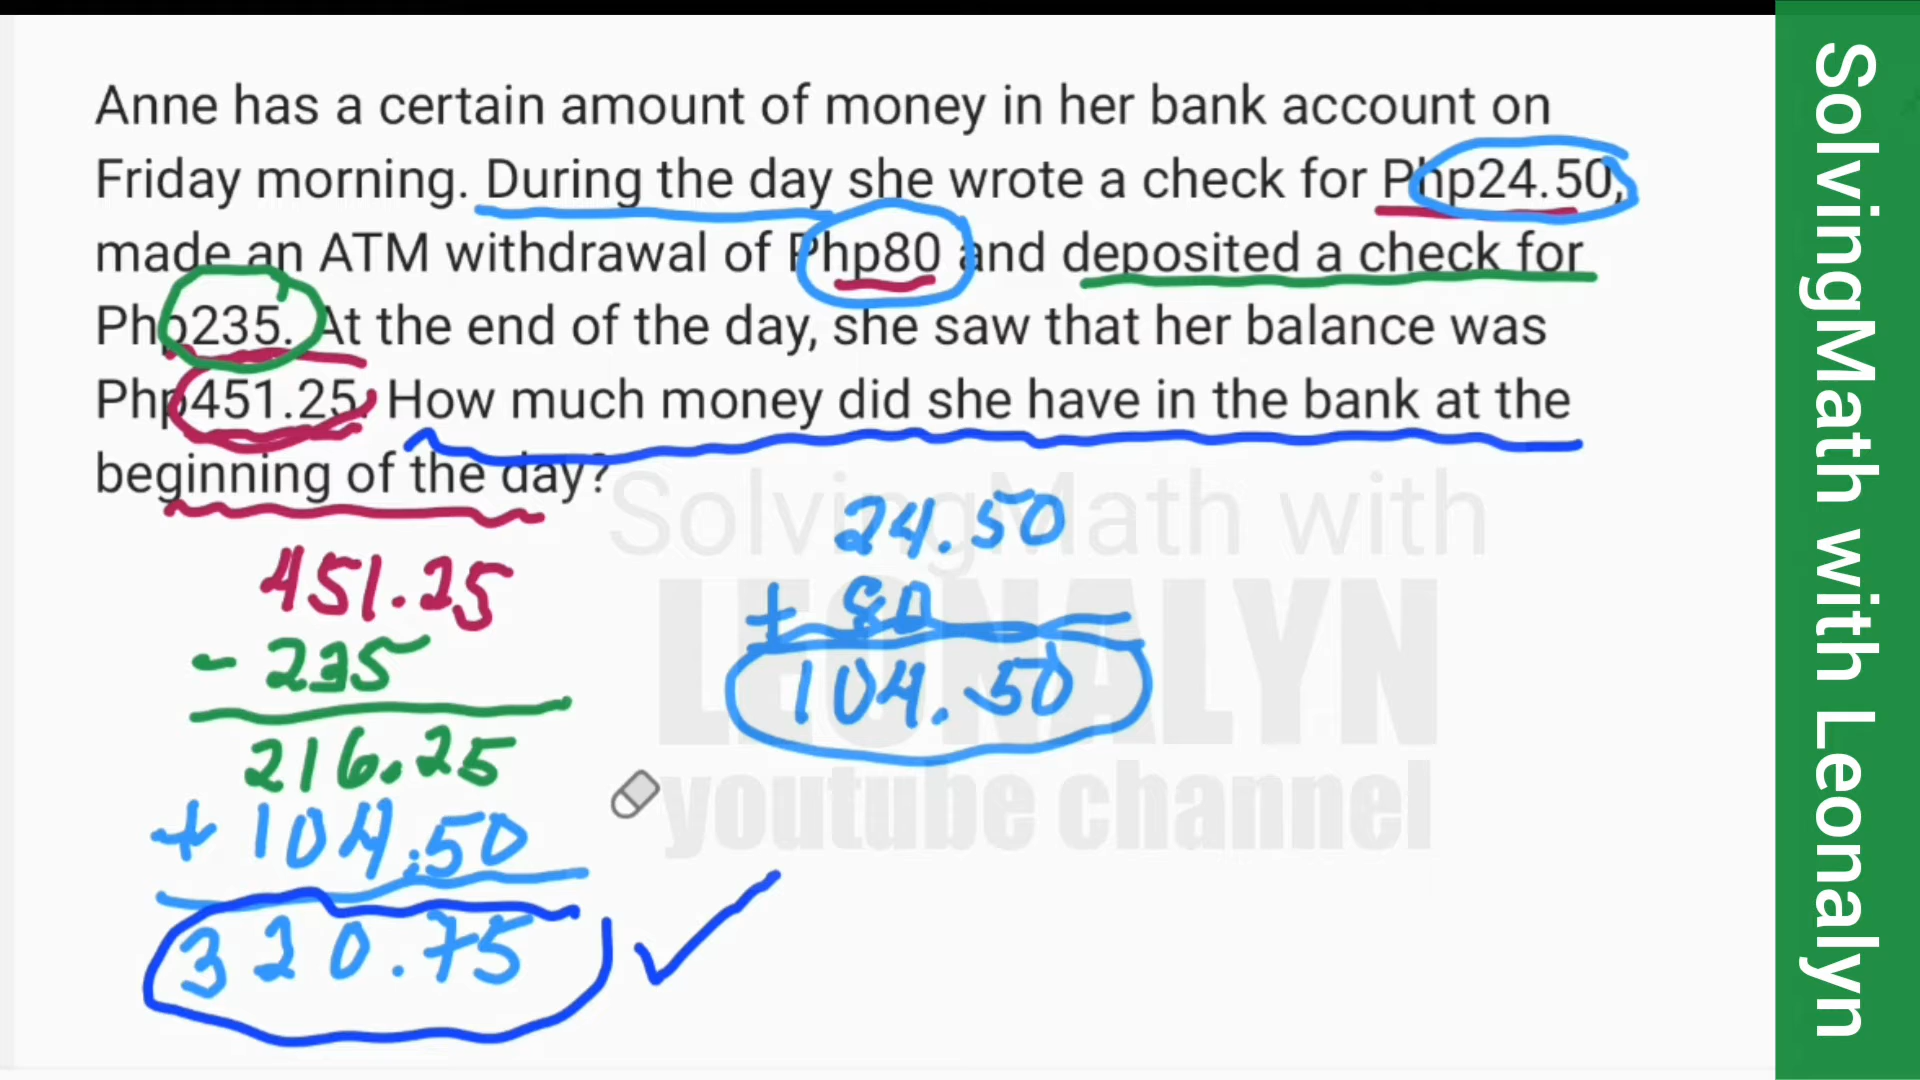 Anne has a certain amount of money in her bank account on
Friday morning. During the day she wrote a check for Php24.50,
made an ATM withdrawal of Php80 and deposited a check for
Php235. At the end of the day, she saw that her balance was
Php451.25. How much money did she have in the bank at the
beginning of the day?
SolvingMath with
LEONALYN
youtube channel
451.25
- 235
216.25
+ 104.50
320.75
24.50
+ 80
104.50
SolvingMath with Leonalyn